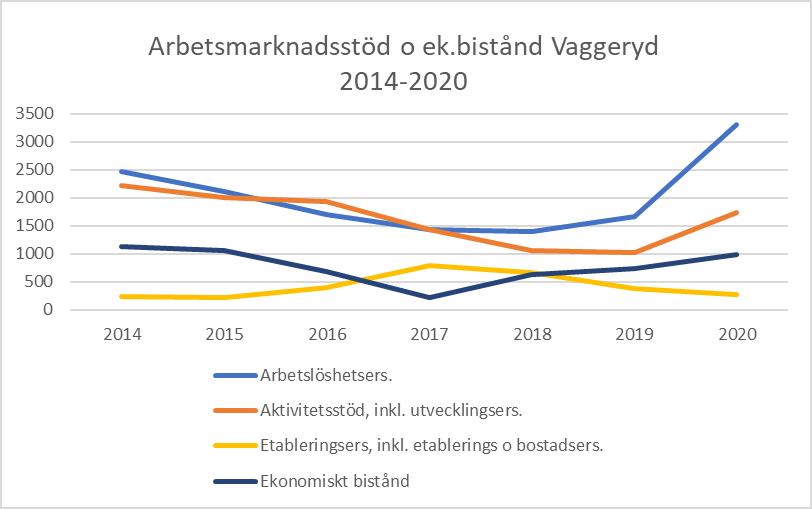 Arbetsmarknadsstöd o ek.bistånd Vaggeryd
2014-2020
3500
3000
2500
2000
1500
1000
500
0
2014 2015 2016 2017 2018 2019 2020
Arbetslöshetsers.
Aktivitetsstöd, inkl. utvecklingsers.
Etableringsers, inkl. etablerings o bostadsers.
Ekonomiskt bistånd